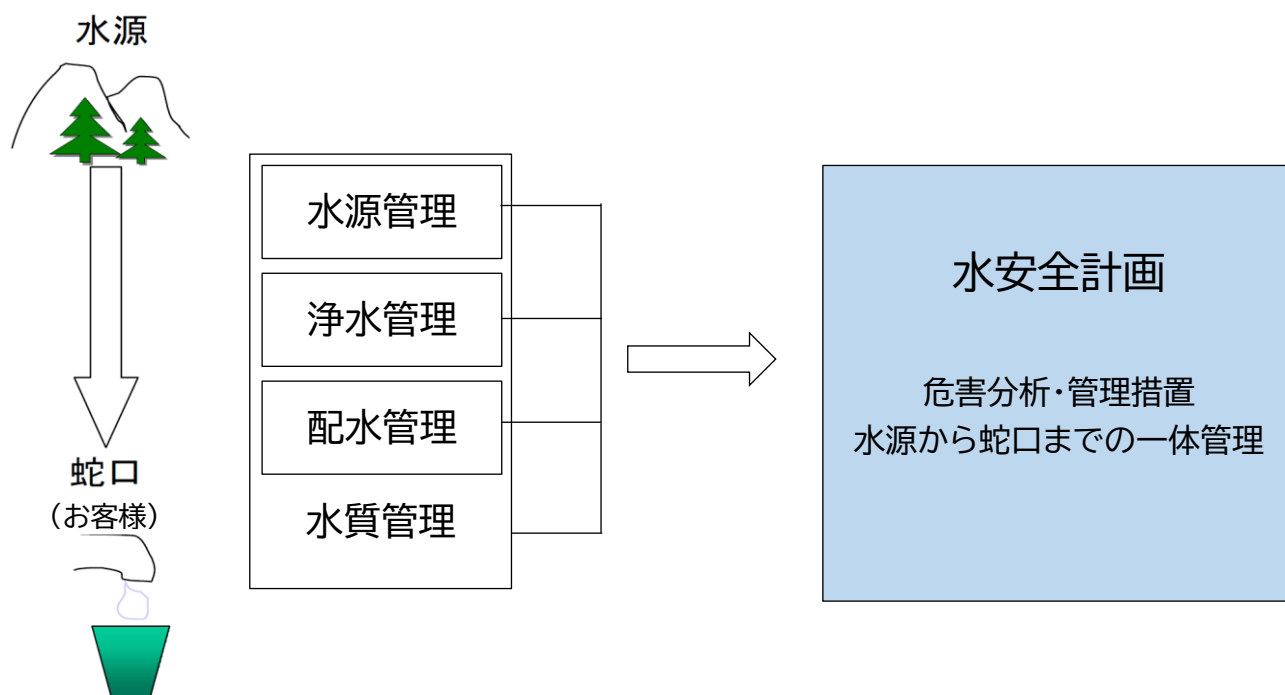 水源
蛇口
（お客様）
水源管理
浄水管理
配水管理
水質管理
水安全計画
危害分析・管理措置
水源から蛇口までの一体管理